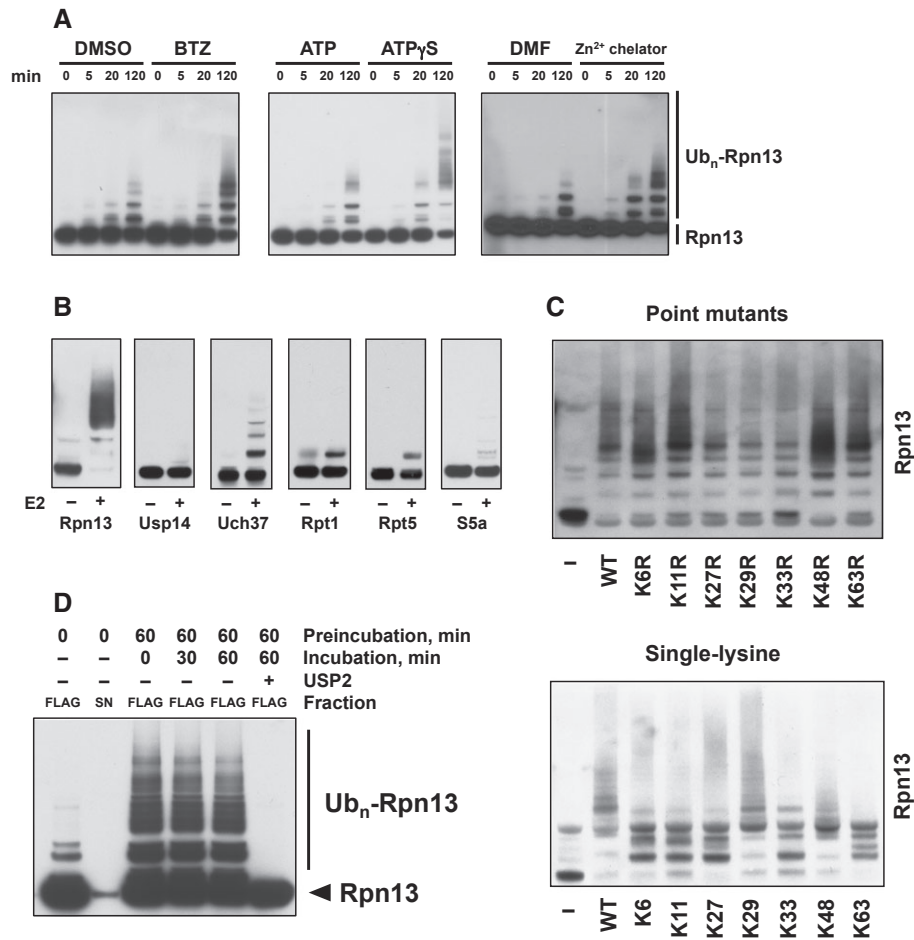 A
DMSO BTZ ATP ATPγS DMF Zn²⁺ chelator
min 0 5 20 120 0 5 20 120 0 5 20 120 0 5 20 120 0 5 20 120 0 5 20 120
Ubₙ-Rpn13
Rpn13
B
E2 – + – + – + – + – + – +
Rpn13 Usp14 Uch37 Rpt1 Rpt5 S5a
C
Point mutants
Rpn13
– WT K6R K11R K27R K29R K33R K48R K63R
Single-lysine
Rpn13
– WT K6 K11 K27 K29 K33 K48 K63
D
0 0 60 60 60 60 Preincubation, min
– – 0 30 60 60 Incubation, min
– – – – – + USP2
FLAG SN FLAG FLAG FLAG FLAG Fraction
Ubₙ-Rpn13
◄ Rpn13